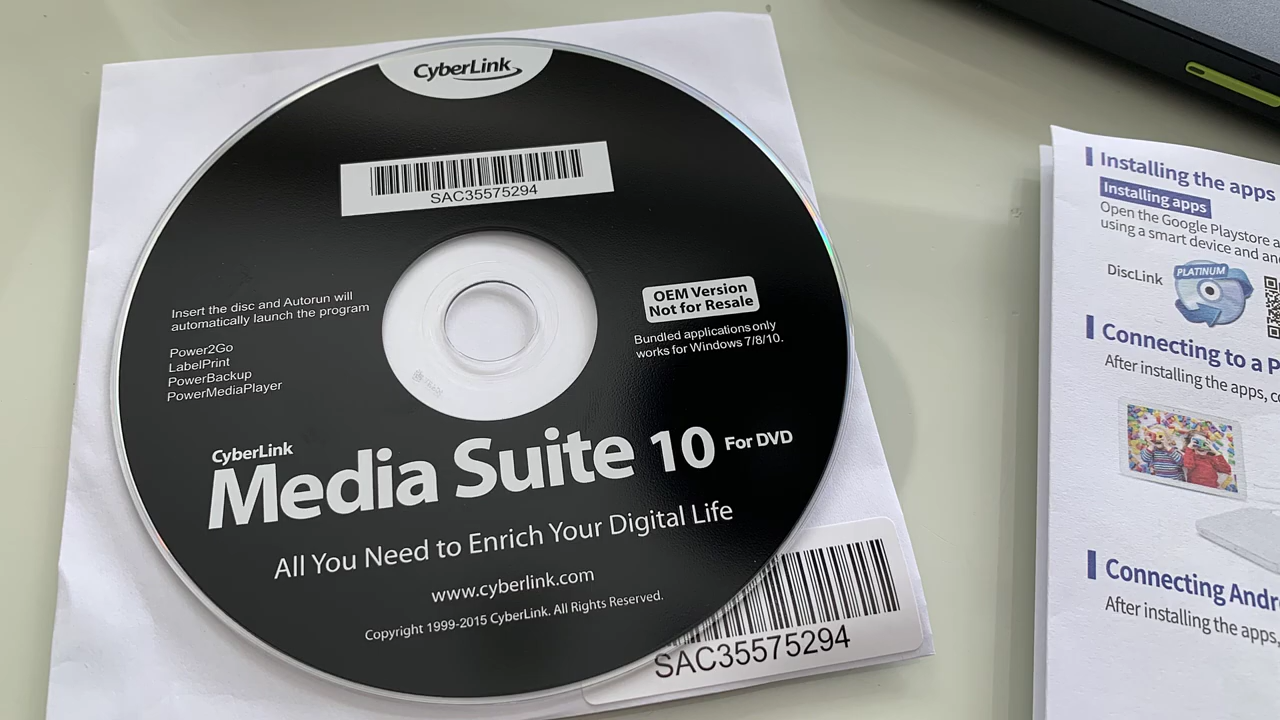 CyberLink
SAC35575294
Insert the disc and Autorun will
automatically launch the program
Power2Go
LabelPrint
PowerBackup
PowerMediaPlayer
OEM Version
Not for Resale
Bundled applications only
works for Windows 7/8/10.
CyberLink
Media Suite 10 For DVD
All You Need to Enrich Your Digital Life
www.cyberlink.com
Copyright 1999-2015 CyberLink. All Rights Reserved.
SAC35575294
Installing the apps
Installing apps
Open the Google Playstore
using a smart device and
DiscLink
PLATINUM
Connecting to a
After installing the apps,
Connecting
After installing the apps,